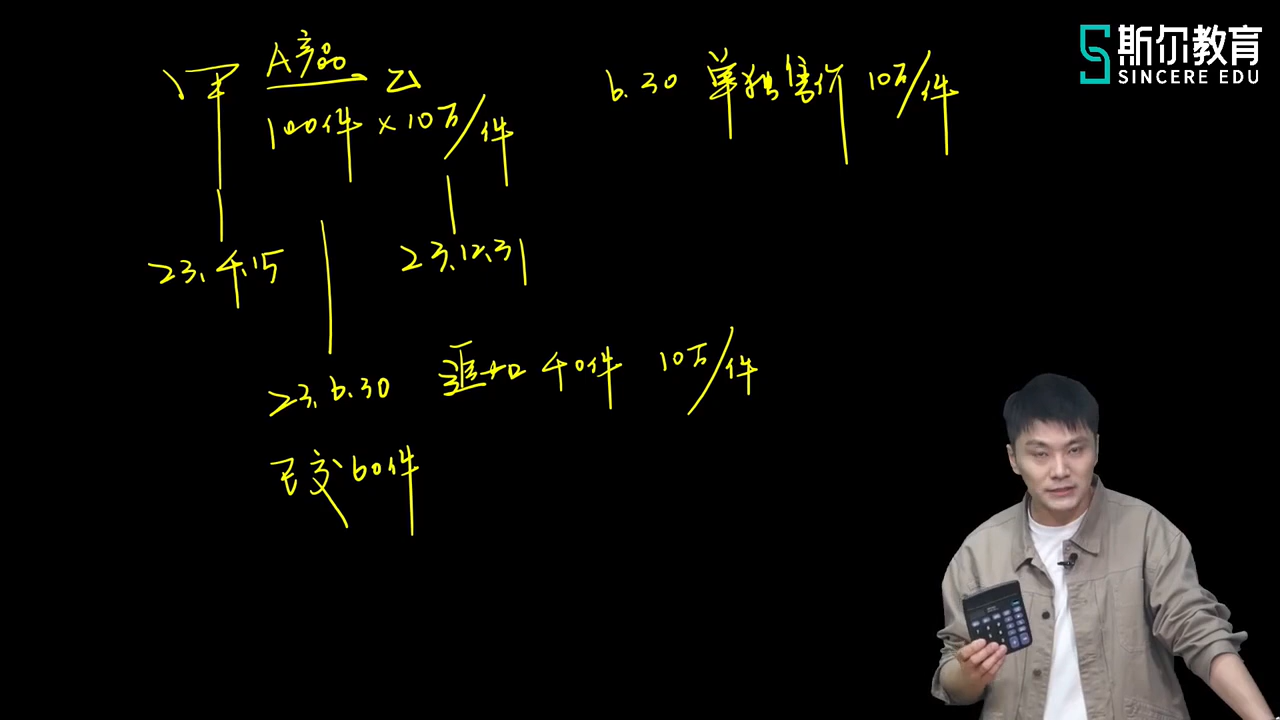 甲 A产品 乙
100件 × 10万/件
23.4.15
23.12.31
23.6.30 追加 40件 10万/件
已交60件
6.30 单独售价 10万/件
斯尔教育
SINCERE EDU